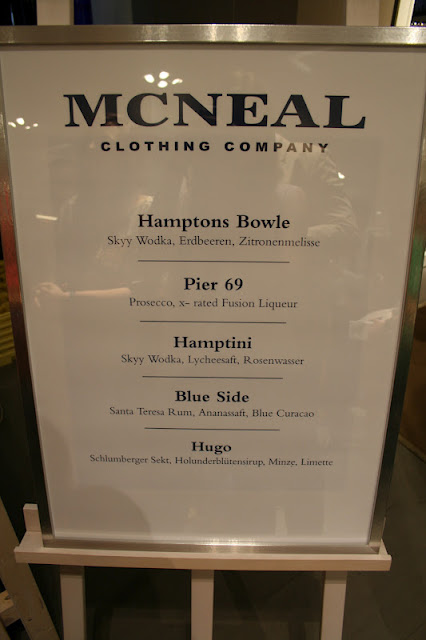 MCNEAL
CLOTHING COMPANY
Hamptons Bowle
Skyy Wodka, Erdbeeren, Zitronenmelisse
Pier 69
Prosecco, x- rated Fusion Liqueur
Hamptini
Skyy Wodka, Lycheesaft, Rosenwasser
Blue Side
Santa Teresa Rum, Ananassaft, Blue Curacao
Hugo
Schlumberger Sekt, Holunderblütensirup, Minze, Limette